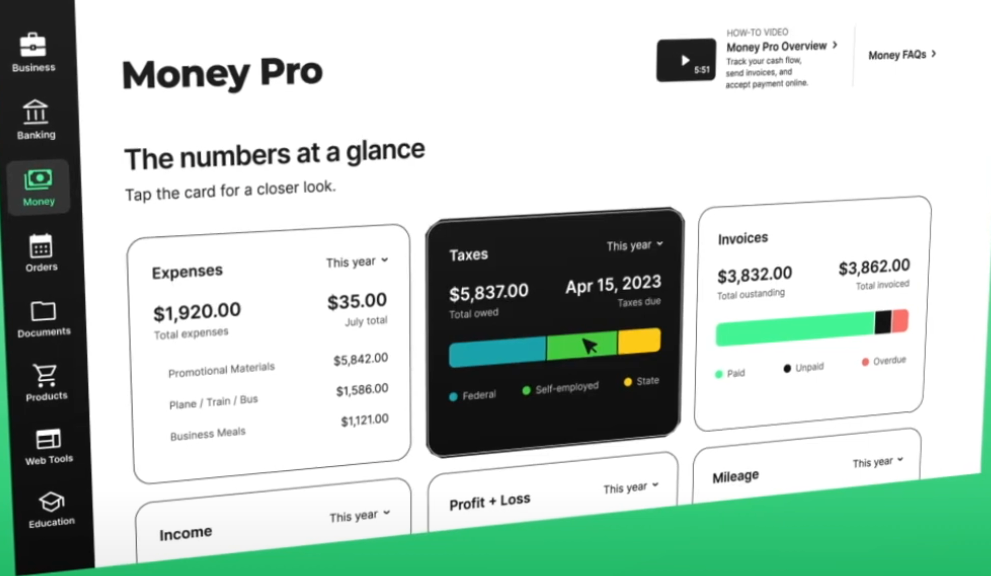 Business
Banking
Money
Orders
Documents
Products
Web Tools
Education
Money Pro
HOW-TO VIDEO
5:51
Money Pro Overview >
Track your cash flow,
send invoices, and
accept payment online.
Money FAQs >
The numbers at a glance
Tap the card for a closer look.
Expenses
This year
$1,920.00
$35.00
Total expenses
July total
Promotional Materials $5,842.00
Plane / Train / Bus $1,586.00
Business Meals $1,121.00
Taxes
This year
$5,837.00
Apr 15, 2023
Total owed
Taxes due
Federal
Self-employed
State
Invoices
$3,832.00
$3,862.00
Total oustanding
Total invoiced
Paid
Unpaid
Overdue
Income
This year
Profit + Loss
This year
Mileage
This year